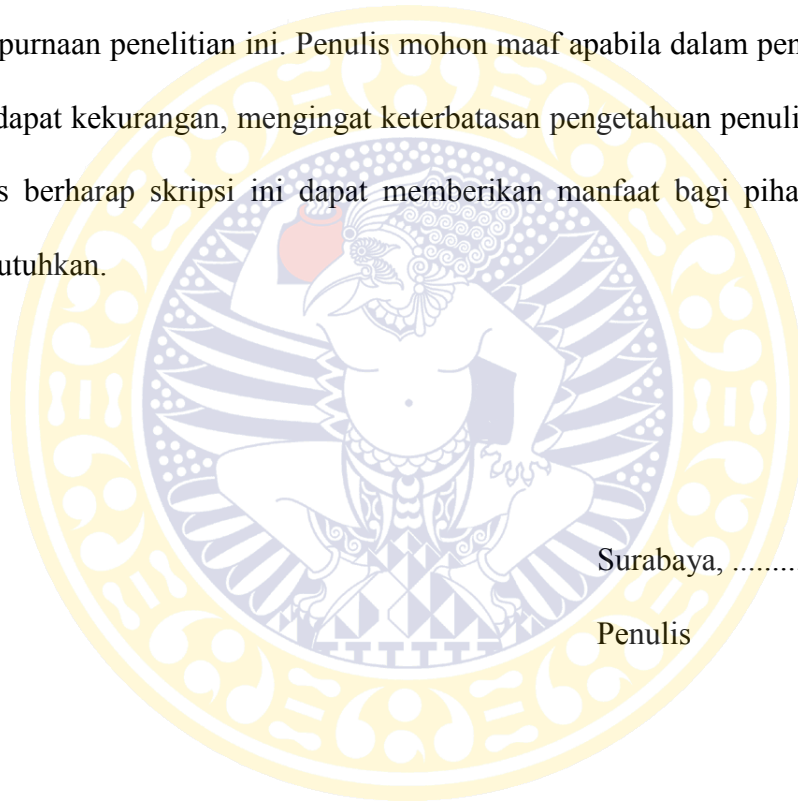 purnaan penelitian ini. Penulis mohon maaf apabila dalam pen
dapat kekurangan, mengingat keterbatasan pengetahuan penuli
s berharap skripsi ini dapat memberikan manfaat bagi piha
utuhkan.
Surabaya, .........
Penulis